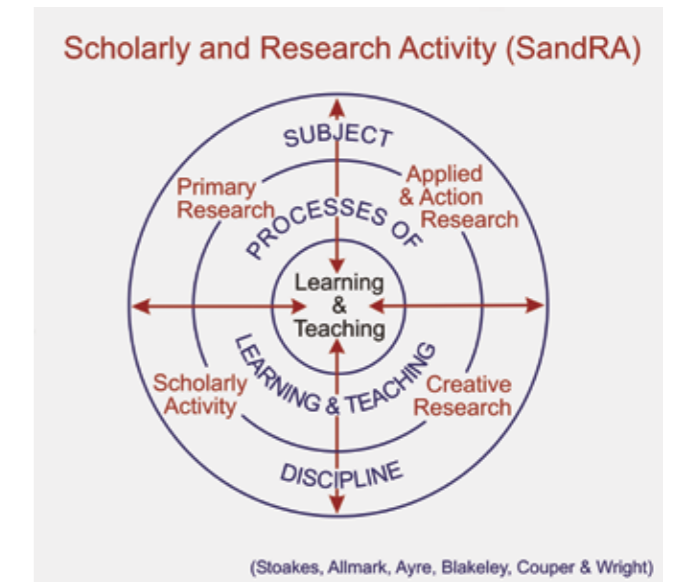 Scholarly and Research Activity (SandRA)
SUBJECT
Primary
Research
Applied
& Action
Research
PROCESSES OF
Learning
&
Teaching
LEARNING & TEACHING
Scholarly
Activity
Creative
Research
DISCIPLINE
(Stoakes, Allmark, Ayre, Blakeley, Couper & Wright)